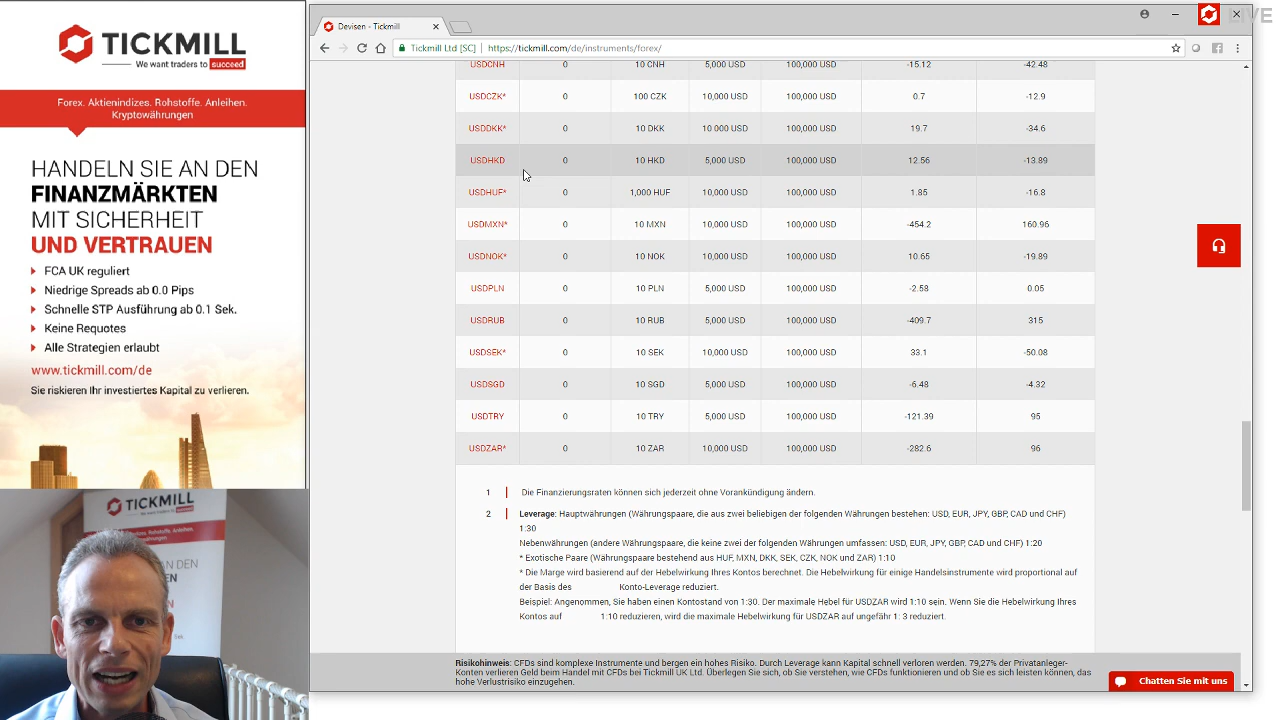 TICKMILL
We want traders to succeed
Forex. Aktienindizes. Rohstoffe. Anleihen.
Kryptowährungen
HANDELN SIE AN DEN
FINANZMÄRKTEN
MIT SICHERHEIT
UND VERTRAUEN
FCA UK reguliert
Niedrige Spreads ab 0.0 Pips
Schnelle STP Ausführung ab 0.1 Sek.
Keine Requotes
Alle Strategien erlaubt
www.tickmill.com/de
Sie riskieren Ihr investiertes Kapital zu verlieren.
TICKMILL
Devisen - Tickmill
LIVE
Tickmill Ltd [SC] https://tickmill.com/de/instruments/forex/
USDCNH 0 10 CNH 5,000 USD 100,000 USD -15.12 -42.48
USDCZK* 0 100 CZK 10,000 USD 100,000 USD 0.7 -12.9
USDDKK* 0 10 DKK 10 000 USD 100,000 USD 19.7 -34.6
USDHKD 0 10 HKD 5,000 USD 100,000 USD 12.56 -13.89
USDHUF* 0 1,000 HUF 10,000 USD 100,000 USD 1.85 -16.8
USDMXN* 0 10 MXN 10,000 USD 100,000 USD -454.2 160.96
USDNOK* 0 10 NOK 10,000 USD 100,000 USD 10.65 -19.89
USDPLN 0 10 PLN 5,000 USD 100,000 USD -2.58 0.05
USDRUB 0 10 RUB 5,000 USD 100,000 USD -409.7 315
USDSEK* 0 10 SEK 10,000 USD 100,000 USD 33.1 -50.08
USDSGD 0 10 SGD 5,000 USD 100,000 USD -6.48 -4.32
USDTRY 0 10 TRY 5,000 USD 100,000 USD -121.39 95
USDZAR* 0 10 ZAR 10,000 USD 100,000 USD -282.6 96
1 Die Finanzierungsraten können sich jederzeit ohne Vorankündigung ändern.
2 Leverage: Hauptwährungen (Währungspaare, die aus zwei beliebigen der folgenden Währungen bestehen: USD, EUR, JPY, GBP, CAD und CHF)
1:30
Nebenwährungen (andere Währungspaare, die keine zwei der folgenden Währungen umfassen: USD, EUR, JPY, GBP, CAD und CHF) 1:20
* Exotische Paare (Währungspaare bestehend aus HUF, MXN, DKK, SEK, CZK, NOK und ZAR) 1:10
* Die Marge wird basierend auf der Hebelwirkung Ihres Kontos berechnet. Die Hebelwirkung für einige Handelsinstrumente wird proportional auf
der Basis des Konto-Leverage reduziert.
Beispiel: Angenommen, Sie haben einen Kontostand von 1:30. Der maximale Hebel für USDZAR wird 1:10 sein. Wenn Sie die Hebelwirkung Ihres
Kontos auf 1:10 reduzieren, wird die maximale Hebelwirkung für USDZAR auf ungefähr 1: 3 reduziert.
Risikohinweis: CFDs sind komplexe Instrumente und bergen ein hohes Risiko. Durch Leverage kann Kapital schnell verloren werden. 79,27% der Privatanleger-
Konten verlieren Geld beim Handel mit CFDs bei Tickmill UK Ltd. Überlegen Sie sich, ob Sie verstehen, wie CFDs funktionieren und ob Sie es sich leisten können, das
hohe Verlustrisiko einzugehen.
Chatten Sie mit uns